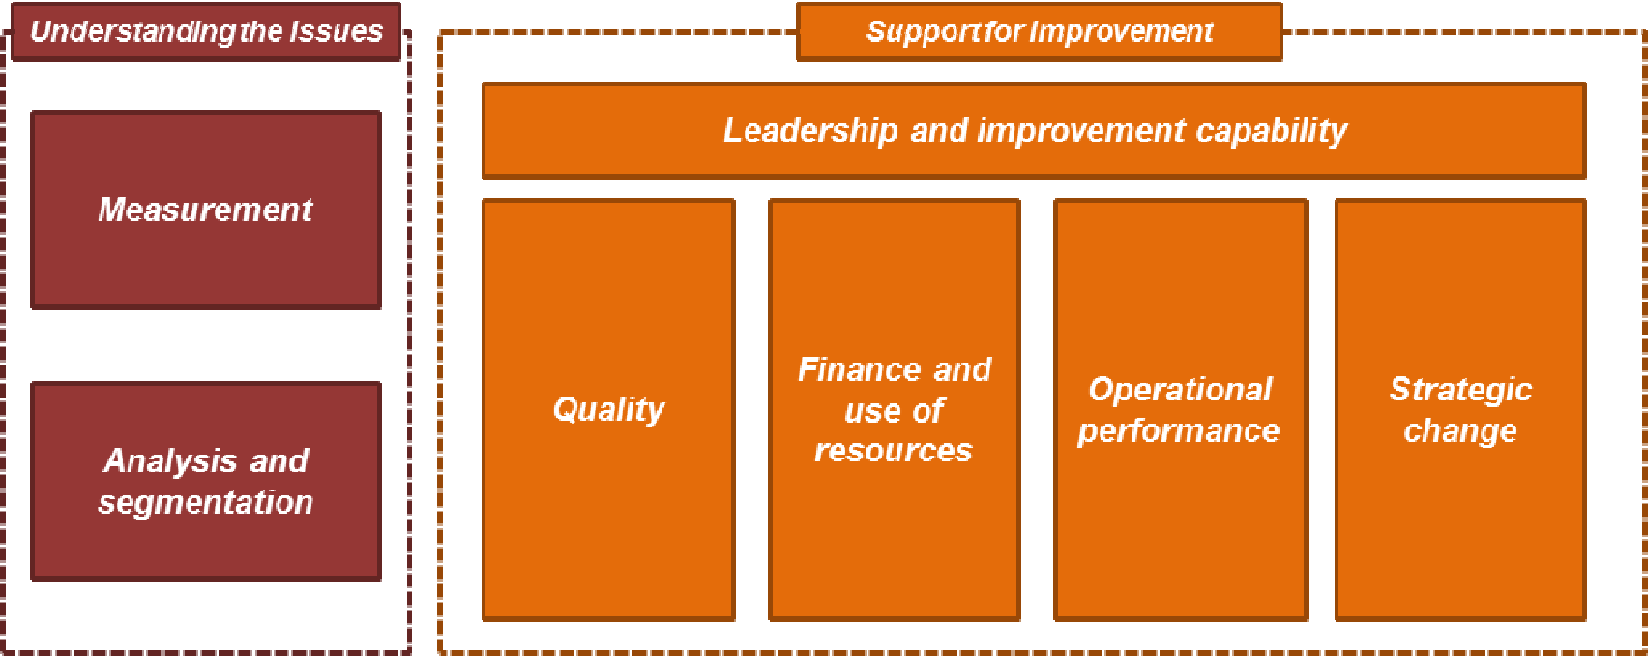 Understanding the Issues
Measurement
Analysis and
segmentation
Support for Improvement
Leadership and improvement capability
Quality
Finance and
use of
resources
Operational
performance
Strategic
change